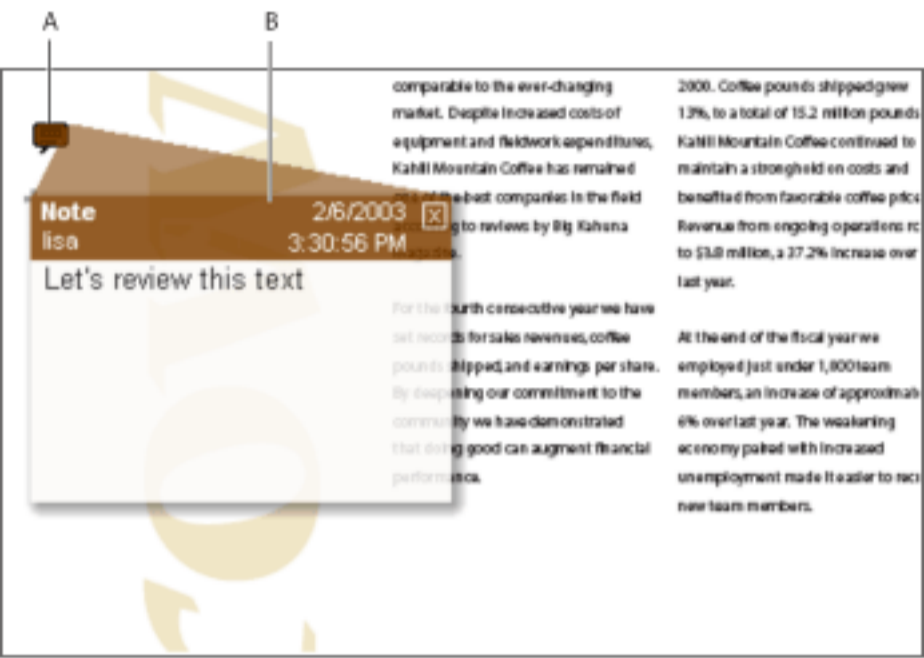 A
B
Note
2/6/2003
X
lisa
3:30:56 PM
Let's review this text
comparable to the ever-changing
market. Despite increased costs of
equipment and fieldwork expenditures,
Kahili Mountain Coffee has remained
best companies in the field
to reviews by Big Kahuna
For the fourth consecutive year we have
set records for sales revenues, coffee
pounds shipped, and earnings per share.
By deepening our commitment to the
community we have demonstrated
that doing good can augment financial
performance.
2000. Coffee pounds shipped grew
13%, to a total of 15.2 million pounds
Kahili Mountain Coffee continued to
maintain a stronghold on costs and
benefited from favorable coffee price
Revenue from ongoing operations
to $3.8 million, a 37.2% increase over
last year.
At the end of the fiscal year we
employed just under 1,800 team
members, an increase of approximat
6% over last year. The weakening
economy paired with increased
unemployment made it easier to
new team members.